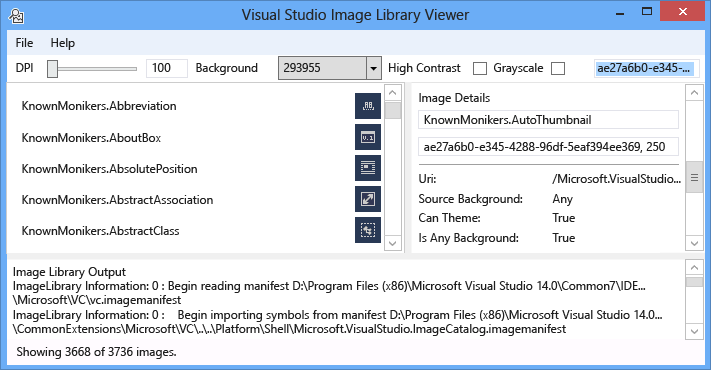 Visual Studio Image Library Viewer
File Help
DPI 100 Background 293955 High Contrast Grayscale ae27a6b0-e345-...
KnownMonikers.Abbreviation
KnownMonikers.AboutBox
KnownMonikers.AbsolutePosition
KnownMonikers.AbstractAssociation
KnownMonikers.AbstractClass
Image Details
KnownMonikers.AutoThumbnail
ae27a6b0-e345-4288-96df-5eaf394ee369, 250
Uri: /Microsoft.VisualStudio...
Source Background: Any
Can Theme: True
Is Any Background: True
ImageLibrary Output
ImageLibrary Information: 0 : Begin reading manifest D:\Program Files (x86)\Microsoft Visual Studio 14.0\Common7\IDE...
\Microsoft\VC\vc.imagemanifest
ImageLibrary Information: 0 : Begin importing symbols from manifest D:\Program Files (x86)\Microsoft Visual Studio 14.0...
\CommonExtensions\Microsoft\VC\..\..\Platform\Shell\Microsoft.VisualStudio.ImageCatalog.imagemanifest
Showing 3668 of 3736 images.